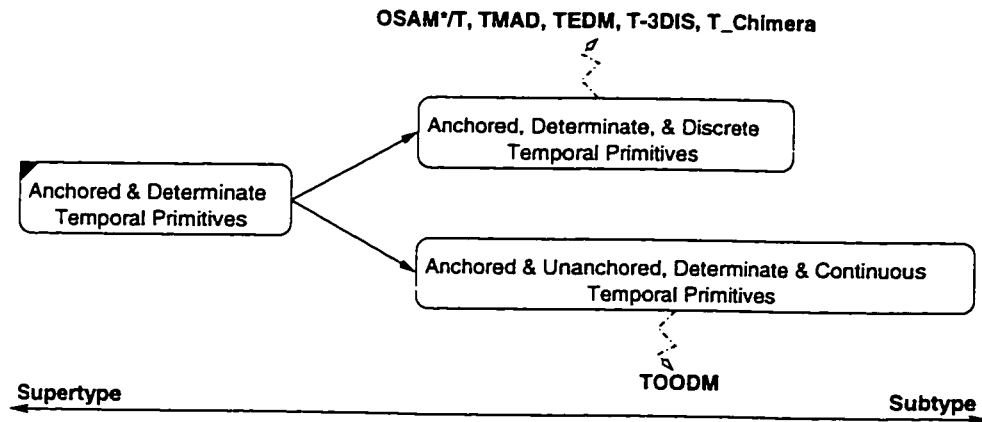 OSAM*/T, TMAD, TEDM, T-3DIS, T_Chimera
Anchored, Determinate, & Discrete
Temporal Primitives
Anchored & Determinate
Temporal Primitives
Anchored & Unanchored, Determinate & Continuous
Temporal Primitives
TOODM
Supertype
Subtype